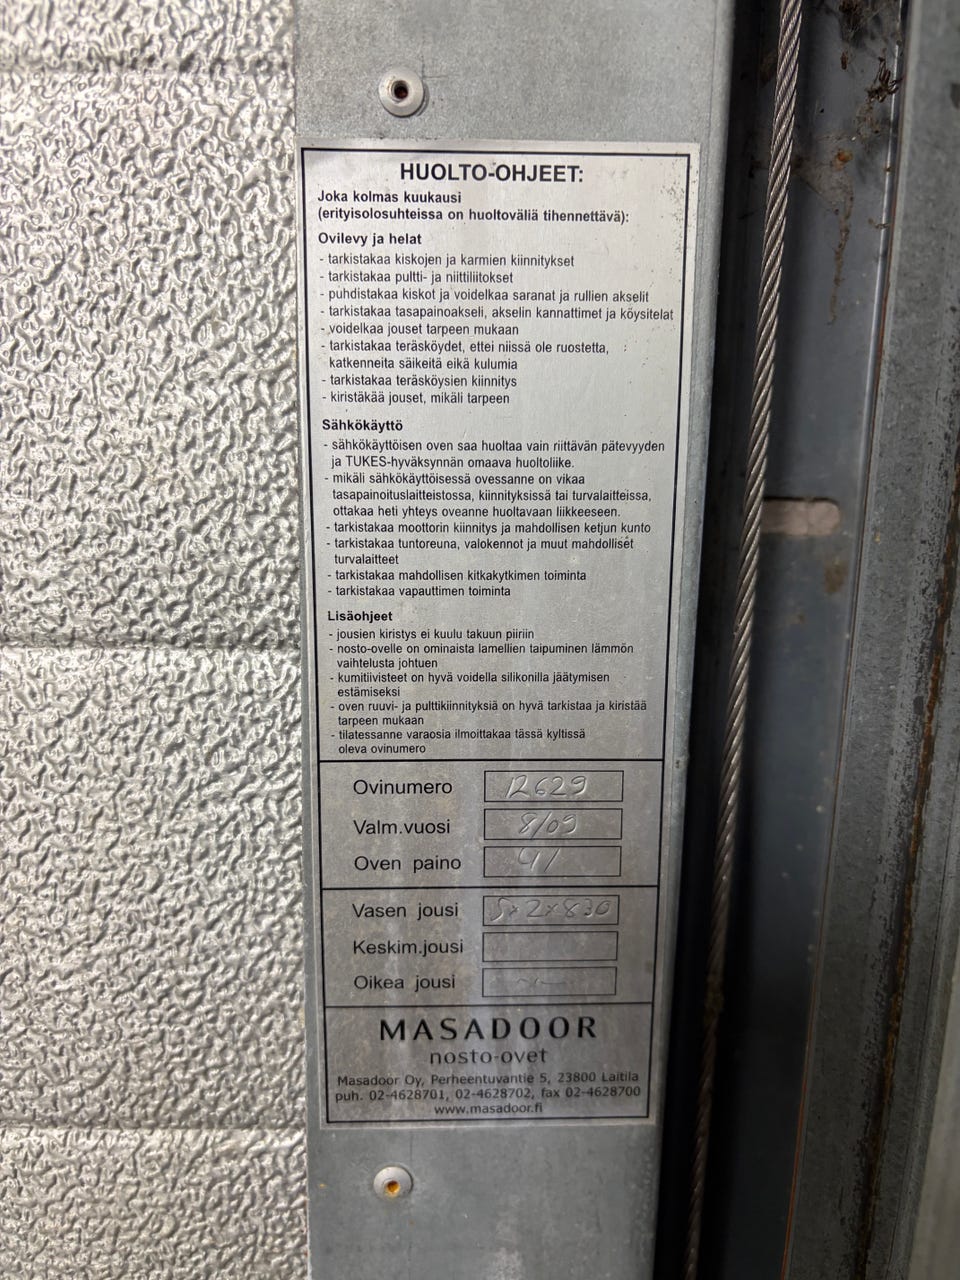 HUOLTO-OHJEET:
Joka kolmas kuukausi
(erityisolosuhteissa on huoltoväliä tihennettävä):
Ovilevy ja helat
- tarkistakaa kiskojen ja karmien kiinnitykset
- tarkistakaa pultti- ja niittiliitokset
- puhdistakaa kiskot ja voidelkaa saranat ja rullien akselit
- tarkistakaa tasapainoakseli, akselin kannattimet ja köysitelat
- voidelkaa jouset tarpeen mukaan
- tarkistakaa teräsköydet, ettei niissä ole ruostetta,
katkenneita säikeitä eikä kulumia
- tarkistakaa teräsköysien kiinnitys
- kiristäkää jouset, mikäli tarpeen
Sähkökäyttö
- sähkökäyttöisen oven saa huoltaa vain riittävän pätevyyden
ja TUKES-hyväksynnän omaava huoltoliike.
- mikäli sähkökäyttöisessä ovessanne on vikaa
tasapainoituslaitteistossa, kiinnityksissä tai turvalaitteissa,
ottakaa heti yhteys oveanne huoltavaan liikkeeseen.
- tarkistakaa moottorin kiinnitys ja mahdollisen ketjun kunto
- tarkistakaa tuntoreuna, valokennot ja muut mahdolliset
turvalaitteet
- tarkistakaa mahdollisen kitkakytkimen toiminta
- tarkistakaa vapauttimen toiminta
Lisäohjeet
- jousien kiristys ei kuulu takuun piiriin
- nosto-ovelle on ominaista lamellien taipuminen lämmön
vaihtelusta johtuen
- kumitiivisteet on hyvä voidella silikonilla jäätymisen
estämiseksi
- oven ruuvi- ja pulttikiinnityksiä on hyvä tarkistaa ja kiristää
tarpeen mukaan
- tilatessanne varaosia ilmoittakaa tässä kyltissä
oleva ovinumero
Ovinumero 12629
Valm.vuosi 8/09
Oven paino 91
Vasen jousi 5x2x830
Keskim.jousi
Oikea jousi -~-
MASADOOR
nosto-ovet
Masadoor Oy, Perheentuvantie 5, 23800 Laitila
puh. 02-4628701, 02-4628702, fax 02-4628700
www.masadoor.fi